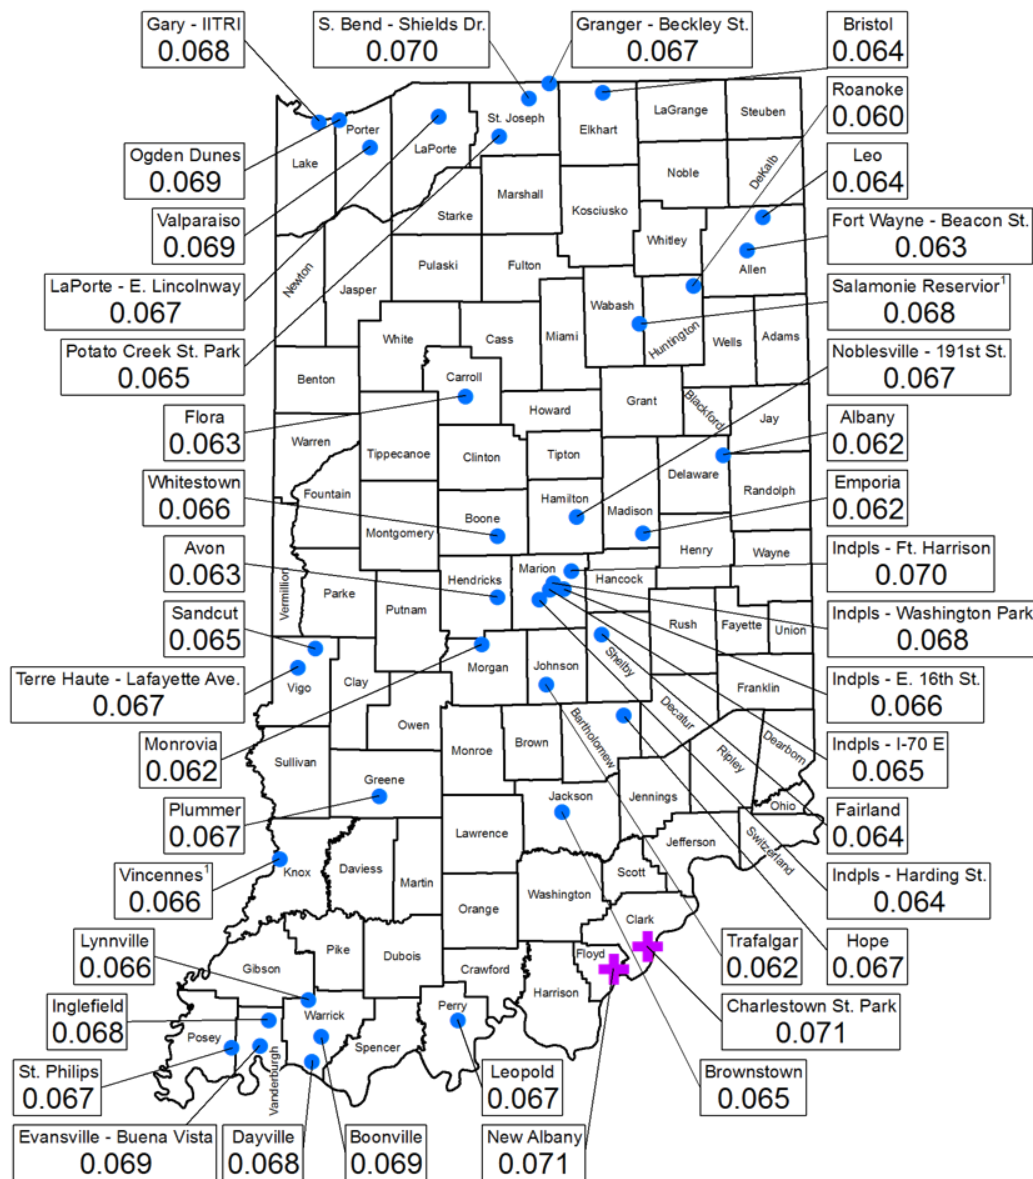 Gary - IITRI
0.068
S. Bend - Shields Dr.
0.070
Granger - Beckley St.
0.067
Bristol
0.064
Roanoke
0.060
Ogden Dunes
0.069
Leo
0.064
Valparaiso
0.069
Fort Wayne - Beacon St.
0.063
LaPorte - E. Lincolnway
0.067
Salamonie Reservior¹
0.068
Potato Creek St. Park
0.065
Noblesville - 191st St.
0.067
Flora
0.063
Albany
0.062
Whitestown
0.066
Emporia
0.062
Avon
0.063
Indpls - Ft. Harrison
0.070
Sandcut
0.065
Indpls - Washington Park
0.068
Terre Haute - Lafayette Ave.
0.067
Indpls - E. 16th St.
0.066
Monrovia
0.062
Indpls - I-70 E
0.065
Plummer
0.067
Fairland
0.064
Vincennes¹
0.066
Indpls - Harding St.
0.064
Lynnville
0.066
Trafalgar
0.062
Hope
0.067
Inglefield
0.068
Charlestown St. Park
0.071
St. Philips
0.067
Leopold
0.067
Brownstown
0.065
Evansville - Buena Vista
0.069
Dayville
0.068
Boonville
0.069
New Albany
0.071
Lake
Porter
LaPorte
St. Joseph
Elkhart
LaGrange
Steuben
Noble
DeKalb
Marshall
Starke
Kosciusko
Whitley
Allen
Newton
Jasper
Pulaski
Fulton
Wabash
Huntington
Wells
Adams
White
Cass
Miami
Benton
Carroll
Howard
Grant
Blackford
Jay
Warren
Tippecanoe
Clinton
Tipton
Delaware
Randolph
Fountain
Montgomery
Boone
Hamilton
Madison
Henry
Wayne
Vermillion
Parke
Putnam
Hendricks
Marion
Hancock
Rush
Fayette
Union
Vigo
Clay
Owen
Morgan
Johnson
Shelby
Decatur
Franklin
Sullivan
Greene
Monroe
Brown
Bartholomew
Jennings
Ripley
Dearborn
Ohio
Switzerland
Jefferson
Jackson
Lawrence
Knox
Daviess
Martin
Orange
Washington
Scott
Clark
Floyd
Harrison
Crawford
Gibson
Pike
Dubois
Perry
Posey
Vanderburgh
Warrick
Spencer